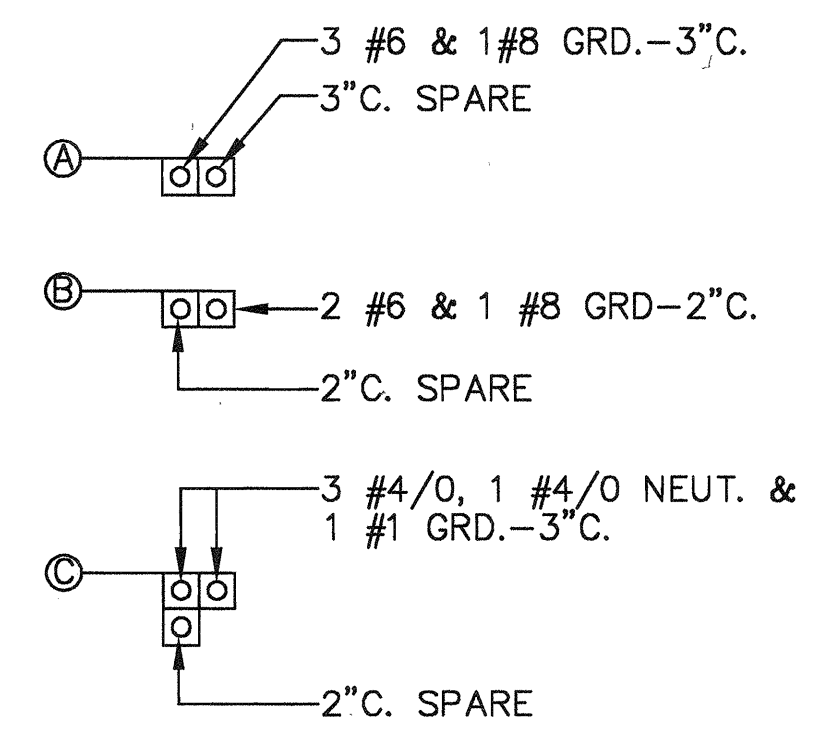 3 #6 & 1#8 GRD.-3"C.
3"C. SPARE
A
B
2 #6 & 1 #8 GRD-2"C.
2"C. SPARE
3 #4/0, 1 #4/0 NEUT. &
1 #1 GRD.-3"C.
C
2"C. SPARE